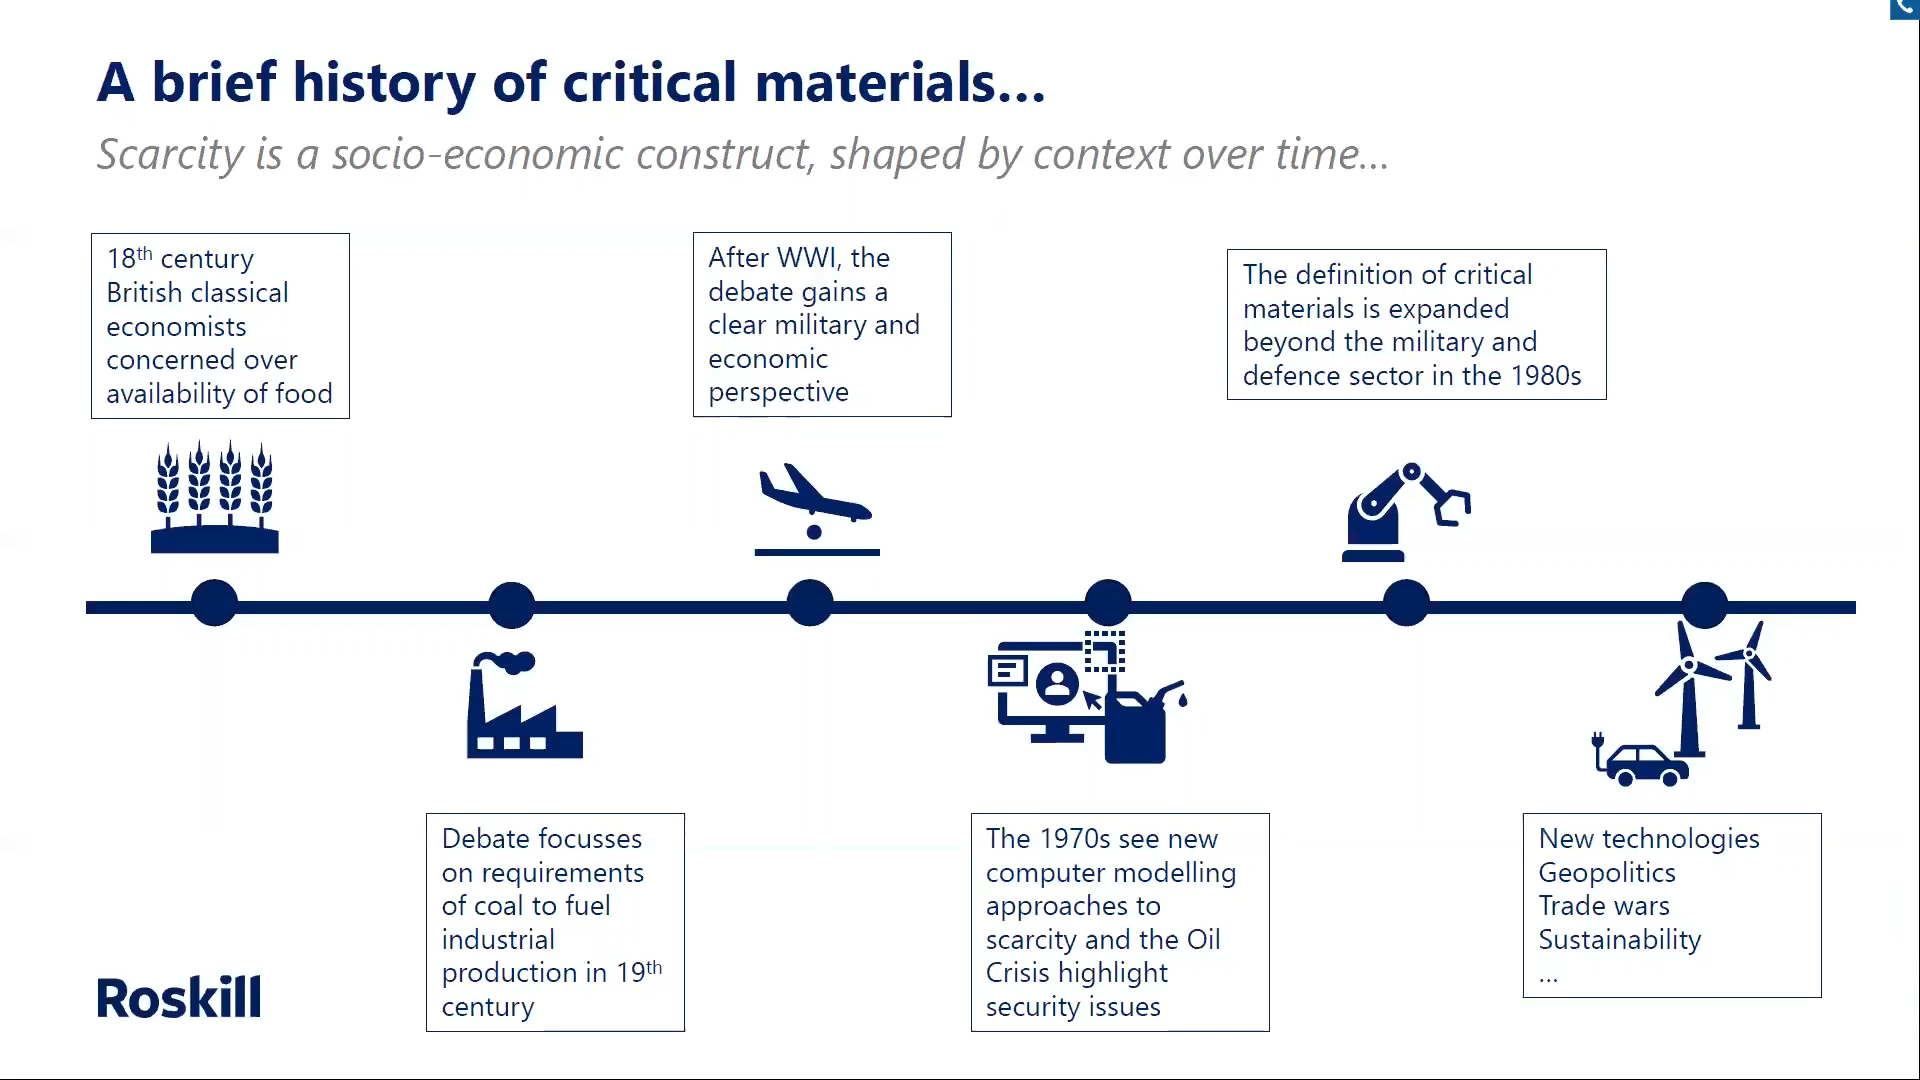 A brief history of critical materials...
Scarcity is a socio-economic construct, shaped by context over time...
18th century
British classical
economists
concerned over
availability of food
Debate focusses
on requirements
of coal to fuel
industrial
production in 19th
century
After WWI, the
debate gains a
clear military and
economic
perspective
The 1970s see new
computer modelling
approaches to
scarcity and the Oil
Crisis highlight
security issues
The definition of critical
materials is expanded
beyond the military and
defence sector in the 1980s
New technologies
Geopolitics
Trade wars
Sustainability
...
Roskill